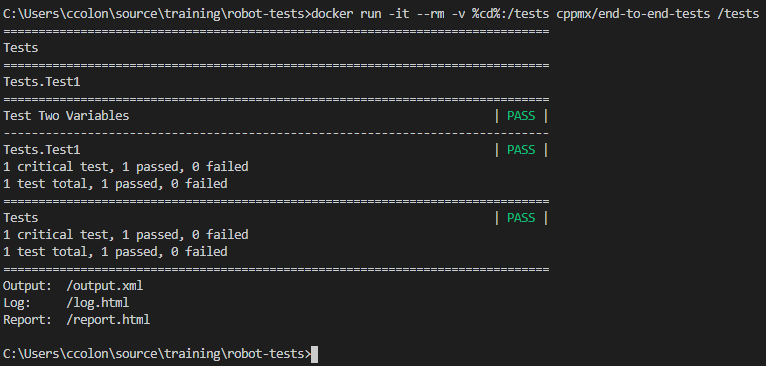 C:\Users\ccolon\source\training\robot-tests>docker run -it --rm -v %cd%:/tests cppmx/end-to-end-tests /tests
==============================================================================
Tests
==============================================================================
Tests.Test1
==============================================================================
Test Two Variables                                                    | PASS |
------------------------------------------------------------------------------
Tests.Test1                                                           | PASS |
1 critical test, 1 passed, 0 failed
1 test total, 1 passed, 0 failed
==============================================================================
Tests                                                                 | PASS |
1 critical test, 1 passed, 0 failed
1 test total, 1 passed, 0 failed
==============================================================================
Output:  /output.xml
Log:     /log.html
Report:  /report.html
C:\Users\ccolon\source\training\robot-tests>